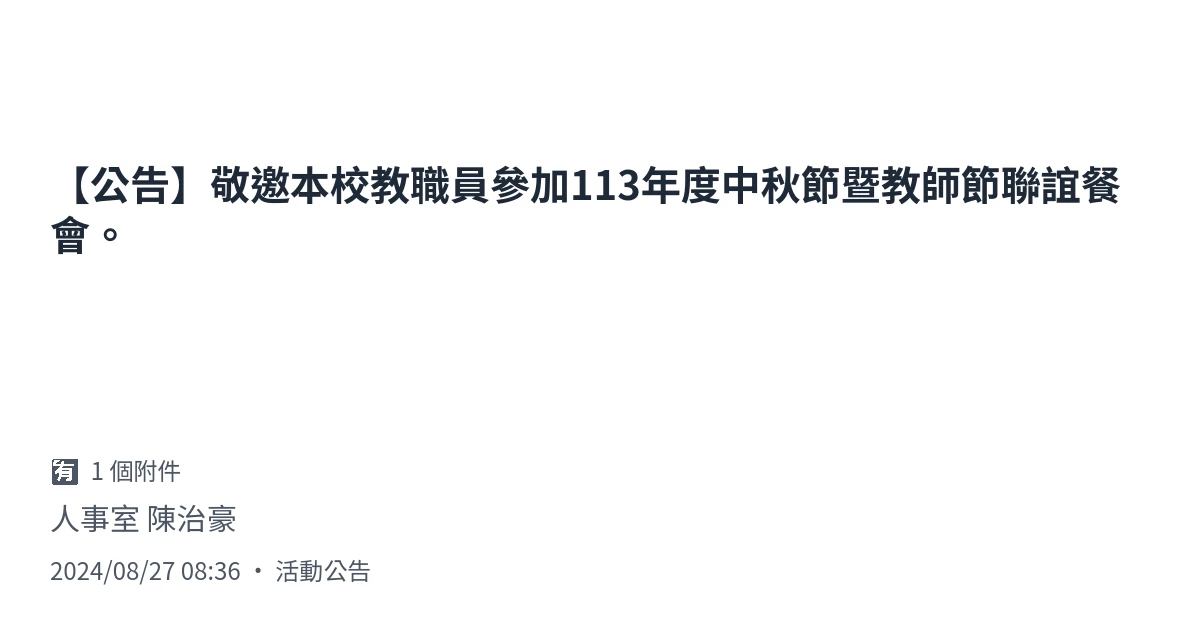 【公告】敬邀本校教職員參加113年度中秋節暨教師節聯誼餐
會。
有 1 個附件
人事室 陳治豪
2024/08/27 08:36 • 活動公告